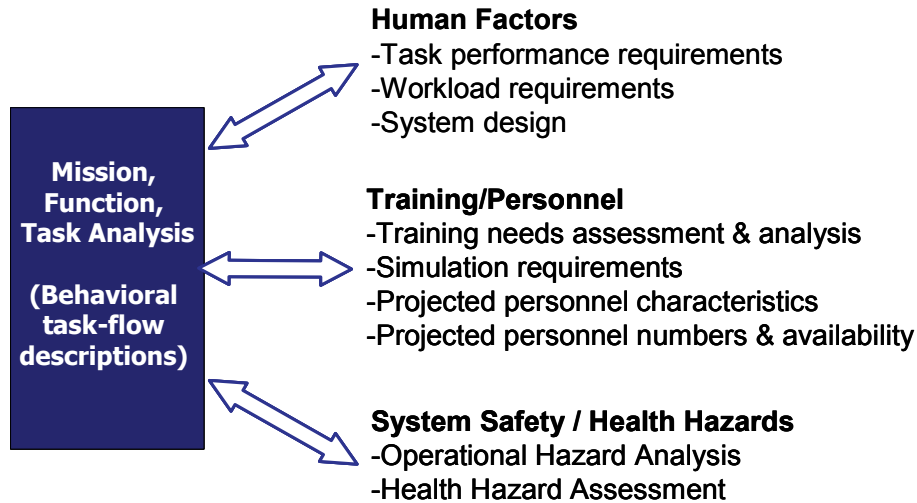 Mission,
Function,
Task Analysis
(Behavioral
task-flow
descriptions)
Human Factors
-Task performance requirements
-Workload requirements
-System design
Training/Personnel
-Training needs assessment & analysis
-Simulation requirements
-Projected personnel characteristics
-Projected personnel numbers & availability
System Safety / Health Hazards
-Operational Hazard Analysis
-Health Hazard Assessment